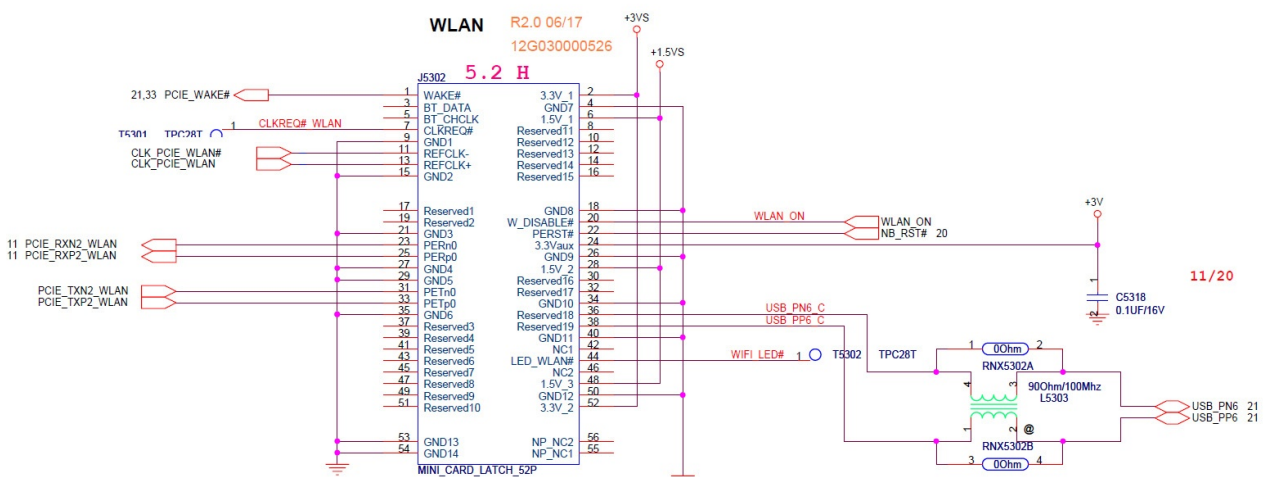 WLAN
R2.0 06/17
12G030000526
5.2 H
+3VS
+1.5VS
J5302
21,33 PCIE_WAKE# 1 WAKE# 3.3V_1 2
3 BT_DATA GND7 4
5 BT_CHCLK 1.5V_1 6
T5301 TPC28T 1 CLKREQ#_WLAN 7 CLKREQ# Reserved11 8
9 GND1 Reserved12 10
CLK_PCIE_WLAN# 11 REFCLK- Reserved13 12
CLK_PCIE_WLAN 13 REFCLK+ Reserved14 14
15 GND2 Reserved15 16
17 Reserved1 GND8 18
19 Reserved2 W_DISABLE# 20 WLAN_ON WLAN_ON
21 GND3 PERST# 22 NB_RST# 20
11 PCIE_RXN2_WLAN 23 PERn0 3.3Vaux 24
11 PCIE_RXP2_WLAN 25 PERp0 GND9 26
27 GND4 1.5V_2 28
29 GND5 Reserved16 30
PCIE_TXN2_WLAN 31 PETn0 Reserved17 32
PCIE_TXP2_WLAN 33 PETp0 GND10 34
35 GND6 Reserved18 36 USB_PN6_C
37 Reserved3 Reserved19 38 USB_PP6_C
39 Reserved4 GND11 40
41 Reserved5 NC1 42
43 Reserved6 LED_WLAN# 44 WIFI_LED# 1 T5302 TPC28T
45 Reserved7 NC2 46
47 Reserved8 1.5V_3 48
49 Reserved9 GND12 50
51 Reserved10 3.3V_2 52
53 GND13 NP_NC2 56
54 GND14 NP_NC1 55
MINI_CARD_LATCH_52P
+3V
11/20
1
C5318
2 0.1UF/16V
1 0Ohm 2
RNX5302A
4 3
90Ohm/100Mhz
L5303
1 2 @
RNX5302B
3 0Ohm 4
USB_PN6 21
USB_PP6 21